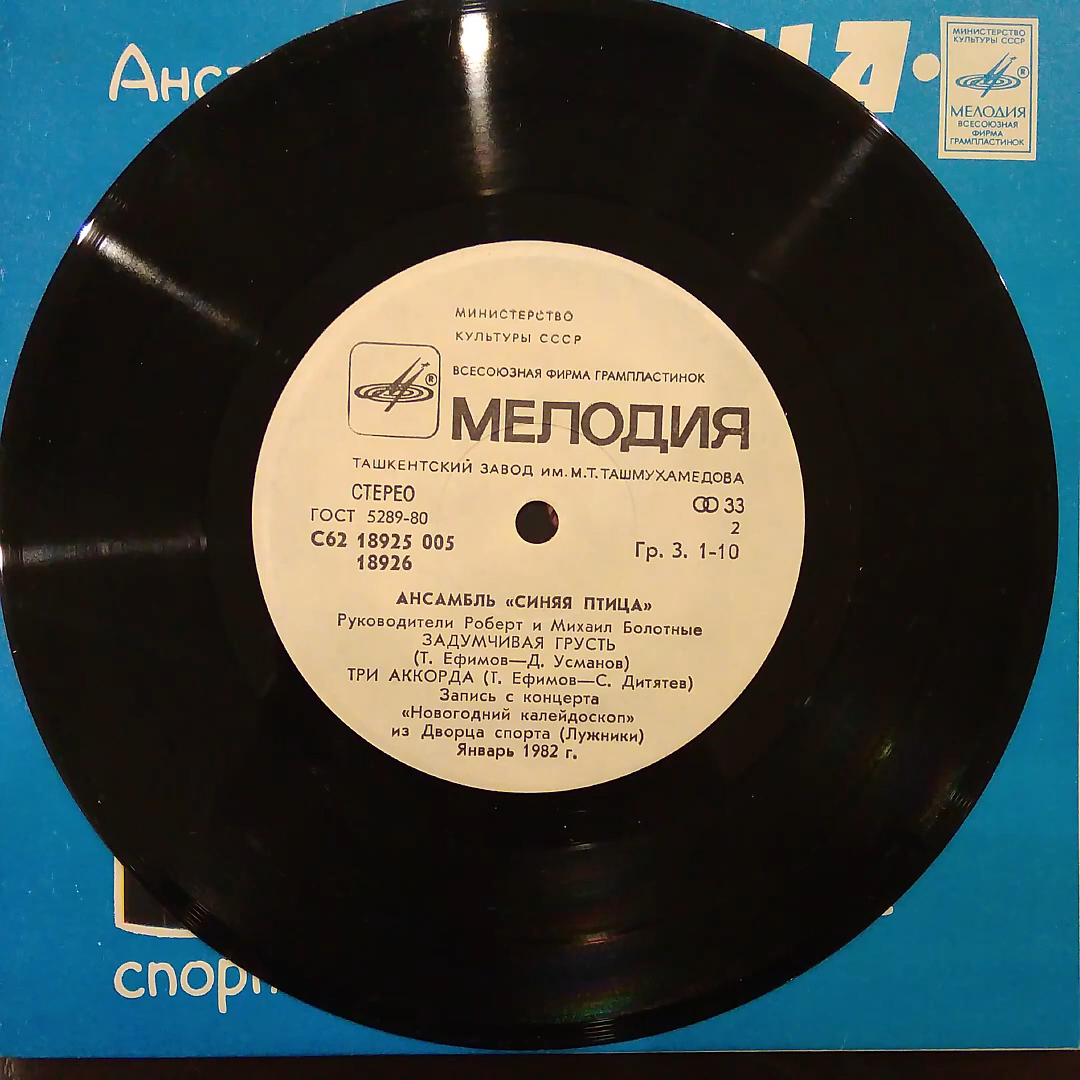 МИНИСТЕРСТВО
КУЛЬТУРЫ СССР
®
МЕЛОДИЯ
ВСЕСОЮЗНАЯ
ФИРМА
ГРАМПЛАСТИНОК
МИНИСТЕРСТВО
КУЛЬТУРЫ СССР
®
ВСЕСОЮЗНАЯ ФИРМА ГРАМПЛАСТИНОК
МЕЛОДИЯ
ТАШКЕНТСКИЙ ЗАВОД ИМ. М.Т. ТАШМУХАМЕДОВА
СТЕРЕО
33
ГОСТ 5289-80
2
С62 18925 005
Гр. 3. 1-10
18926
АНСАМБЛЬ «СИНЯЯ ПТИЦА»
Руководители Роберт и Михаил Болотные
ЗАДУМЧИВАЯ ГРУСТЬ
(Т. Ефимов—Д. Усманов)
ТРИ АККОРДА (Т. Ефимов—С. Дитятев)
Запись с концерта
«Новогодний калейдоскоп»
из Дворца спорта (Лужники)
Январь 1982 г.